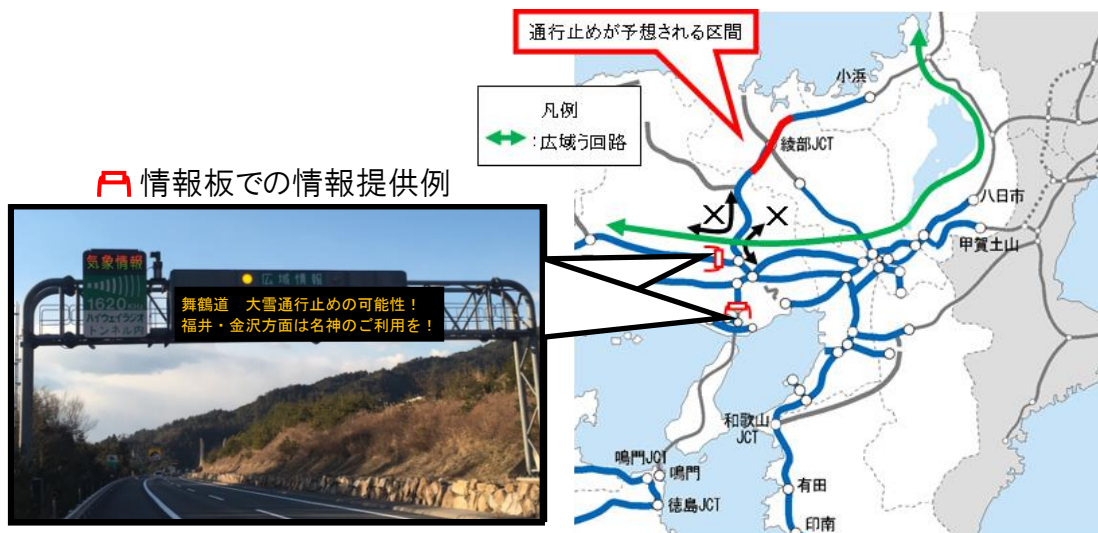 通行止めが予想される区間
凡例
:広域う回路
情報板での情報提供例
気象情報
1620
ハイウェイラジオ
トンネル内
広域情報
舞鶴道 大雪通行止めの可能性！
福井・金沢方面は名神のご利用を！
小浜
綾部JCT
八日市
甲賀土山
和歌山
JCT
鳴門JCT
鳴門
徳島JCT
有田
印南